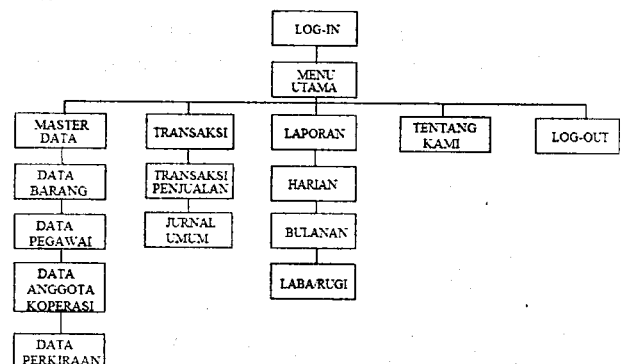 LOG-IN
MENU
UTAMA
MASTER
DATA
TRANSAKSI
LAPORAN
TENTANG
KAMI
LOG-OUT
DATA
BARANG
TRANSAKSI
PENJUALAN
HARIAN
DATA
PEGAWAI
JURNAL
UMUM
BULANAN
DATA
ANGGOTA
KOPERASI
LABA/RUGI
DATA
PERKIRAAN